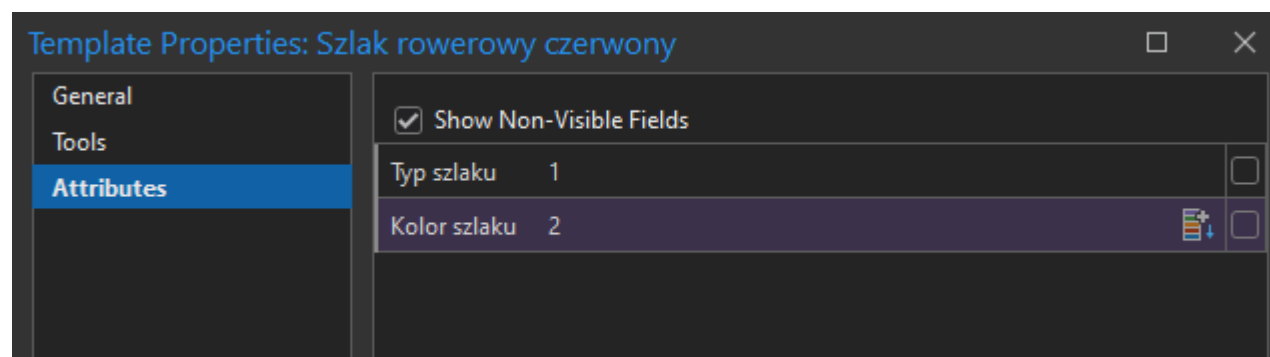 Template Properties: Szlak rowerowy czerwony
General
Tools
Attributes
Show Non-Visible Fields
Typ szlaku 1
Kolor szlaku 2